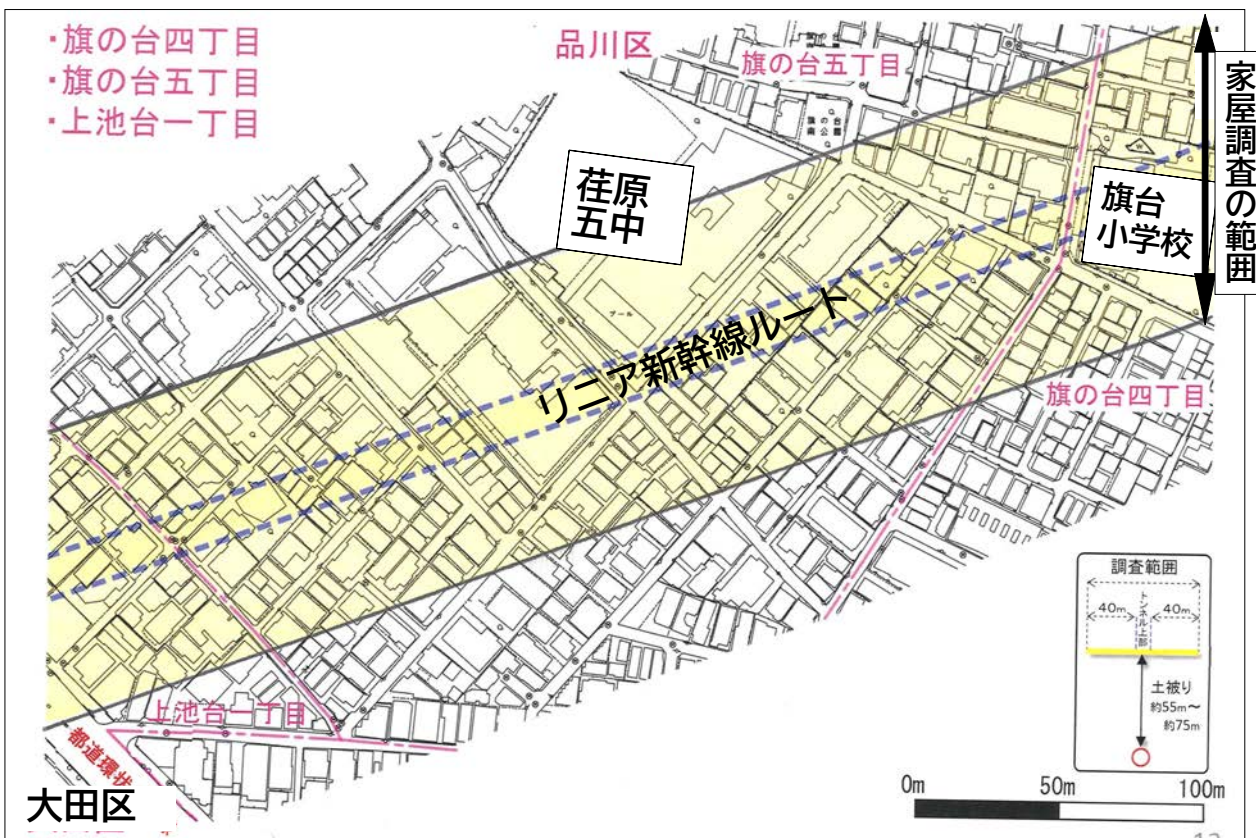 ・旗の台四丁目
・旗の台五丁目
・上池台一丁目
品川区
旗の台五丁目
家屋調査の範囲
荏原
五中
旗台
小学校
プール
リニア新幹線ルート
旗の台四丁目
調査範囲
40m
トンネル上部
40m
土被り
約55m～
約75m
上池台一丁目
都道環状
大田区
0m
50m
100m